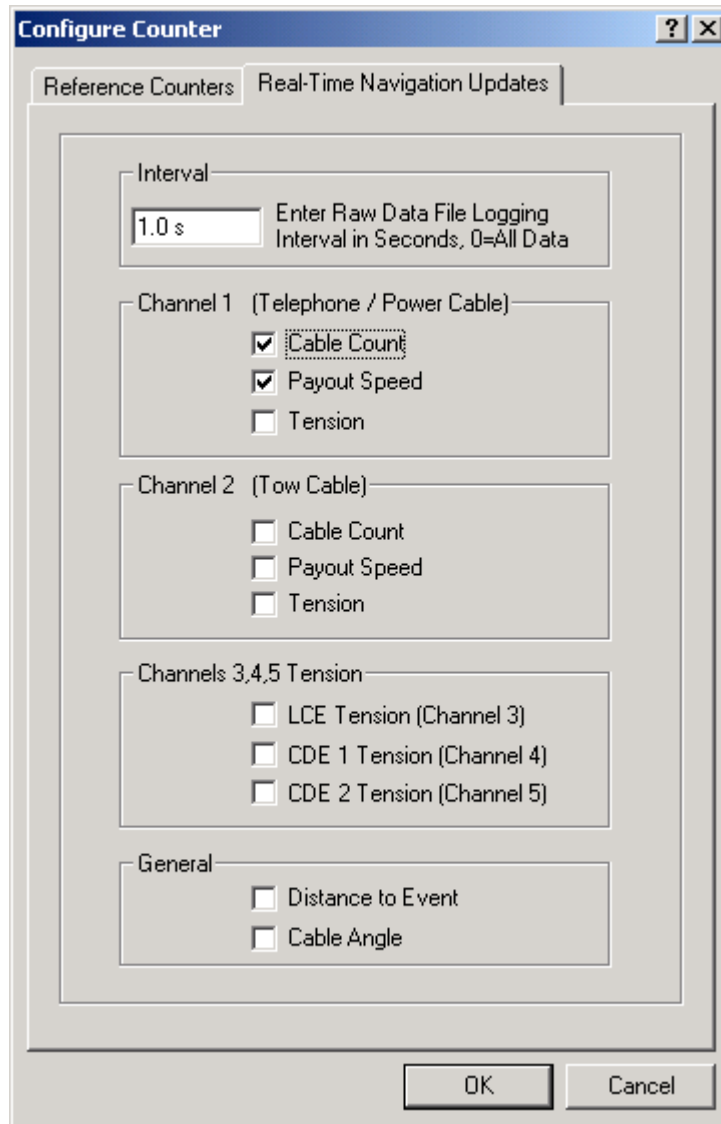 Configure Counter
Reference Counters
Real-Time Navigation Updates
Interval
1.0 s
Enter Raw Data File Logging
Interval in Seconds, 0=All Data
Channel 1 (Telephone / Power Cable)
Cable Count
Payout Speed
Tension
Channel 2 (Tow Cable)
Cable Count
Payout Speed
Tension
Channels 3,4,5 Tension
LCE Tension (Channel 3)
CDE 1 Tension (Channel 4)
CDE 2 Tension (Channel 5)
General
Distance to Event
Cable Angle
OK
Cancel